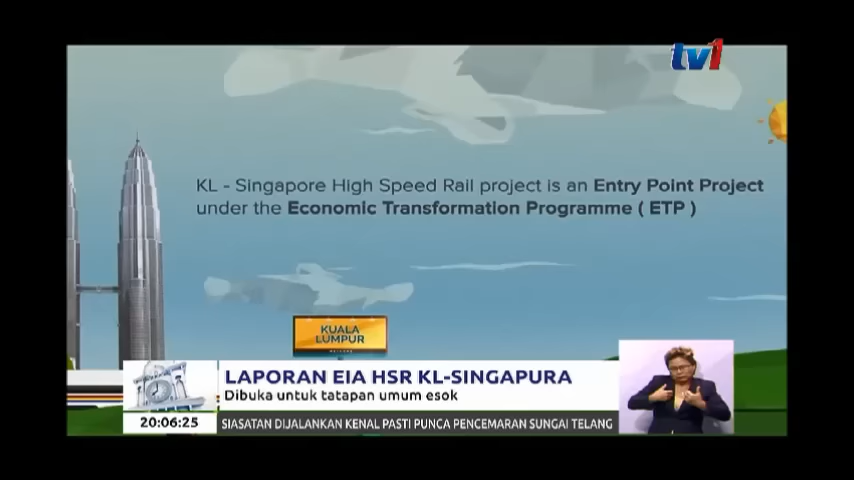 tv1
KL - Singapore High Speed Rail project is an Entry Point Project
under the Economic Transformation Programme ( ETP )
KUALA
LUMPUR
LAPORAN EIA HSR KL-SINGAPURA
Dibuka untuk tatapan umum esok
20:06:25
SIASATAN DIJALANKAN KENAL PASTI PUNCA PENCEMARAN SUNGAI TELANG